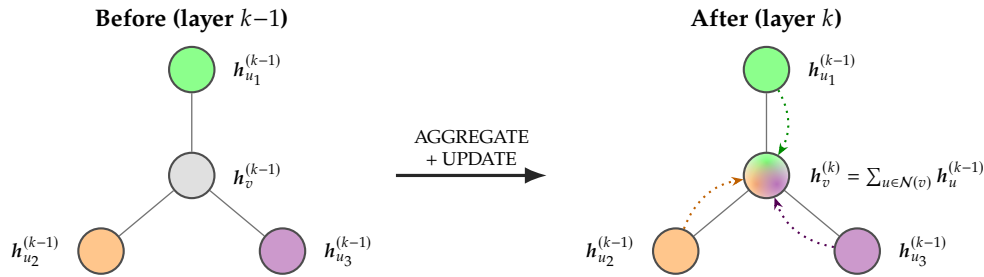 Before (layer k−1)
After (layer k)
h_{u_1}^{(k−1)}
h_{u_1}^{(k−1)}
AGGREGATE
+ UPDATE
h_v^{(k−1)}
h_v^{(k)} = ∑_{u∈𝒩(v)} h_u^{(k−1)}
h_{u_2}^{(k−1)}
h_{u_3}^{(k−1)}
h_{u_2}^{(k−1)}
h_{u_3}^{(k−1)}